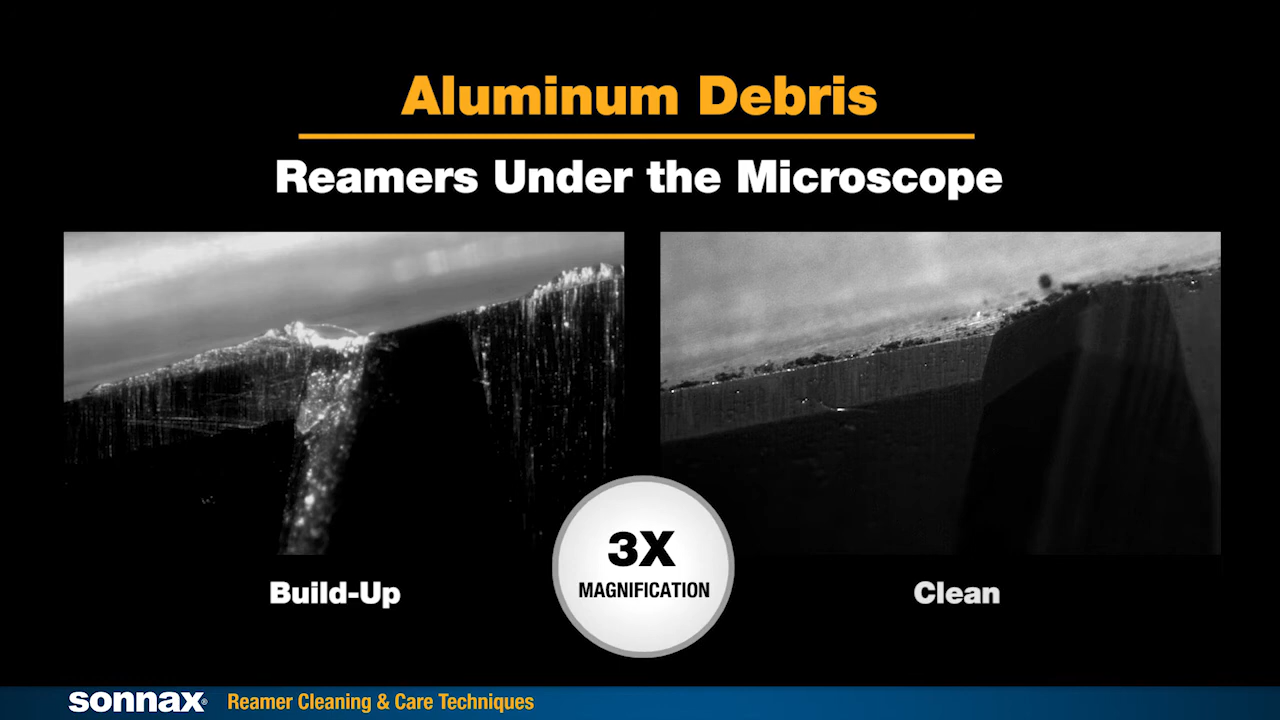 Aluminum Debris
Reamers Under the Microscope
3X
MAGNIFICATION
Build-Up
Clean
sonnax® Reamer Cleaning & Care Techniques